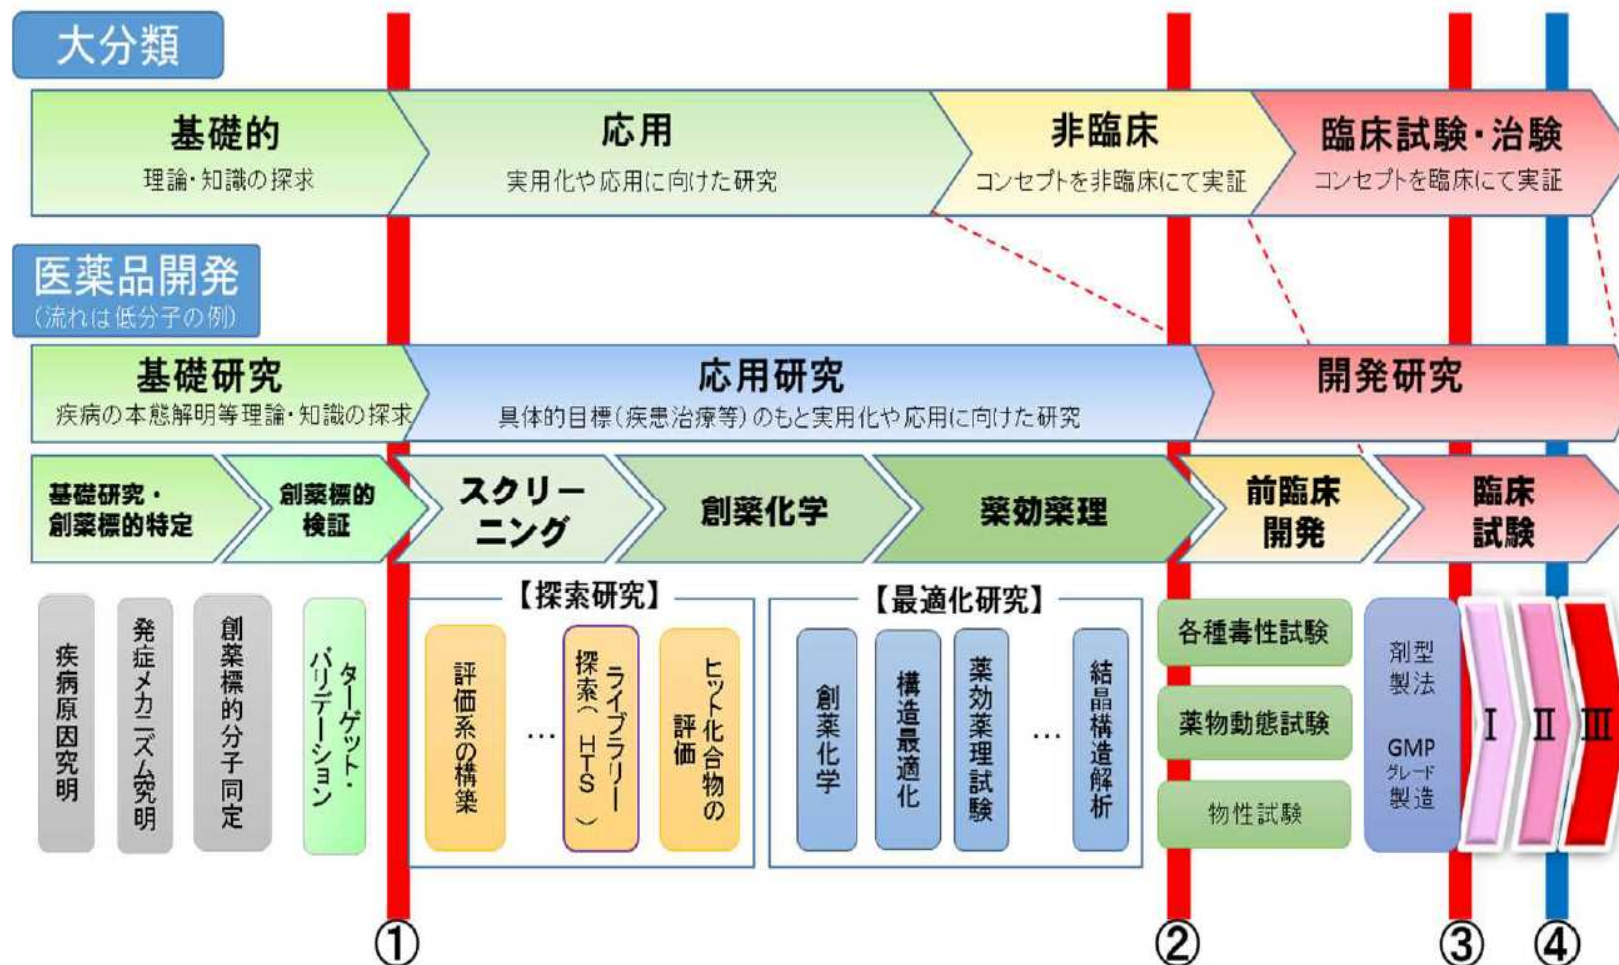 大分類
基礎的
理論・知識の探求
応用
実用化や応用に向けた研究
非臨床
コンセプトを非臨床にて実証
臨床試験・治験
コンセプトを臨床にて実証
医薬品開発
(流れは低分子の例)
基礎研究
疾病の本態解明等理論・知識の探求
応用研究
具体的目標(疾患治療等)のもと実用化や応用に向けた研究
開発研究
基礎研究・
創薬標的特定
創薬標的
検証
スクリー
ニング
創薬化学
薬効薬理
前臨床
開発
臨床
試験
疾病原因究明
発症メカニズム究明
創薬標的分子同定
ターゲット・
バリデーション
【探索研究】
評価系の構築
…
ライブラリー
探索(HTS)
ヒット化合物の
評価
【最適化研究】
創薬化学
構造最適化
薬効薬理試験
…
結晶構造解析
各種毒性試験
薬物動態試験
物性試験
剤型
製法
GMP
グレード
製造
Ⅰ
Ⅱ
Ⅲ
①
②
③
④